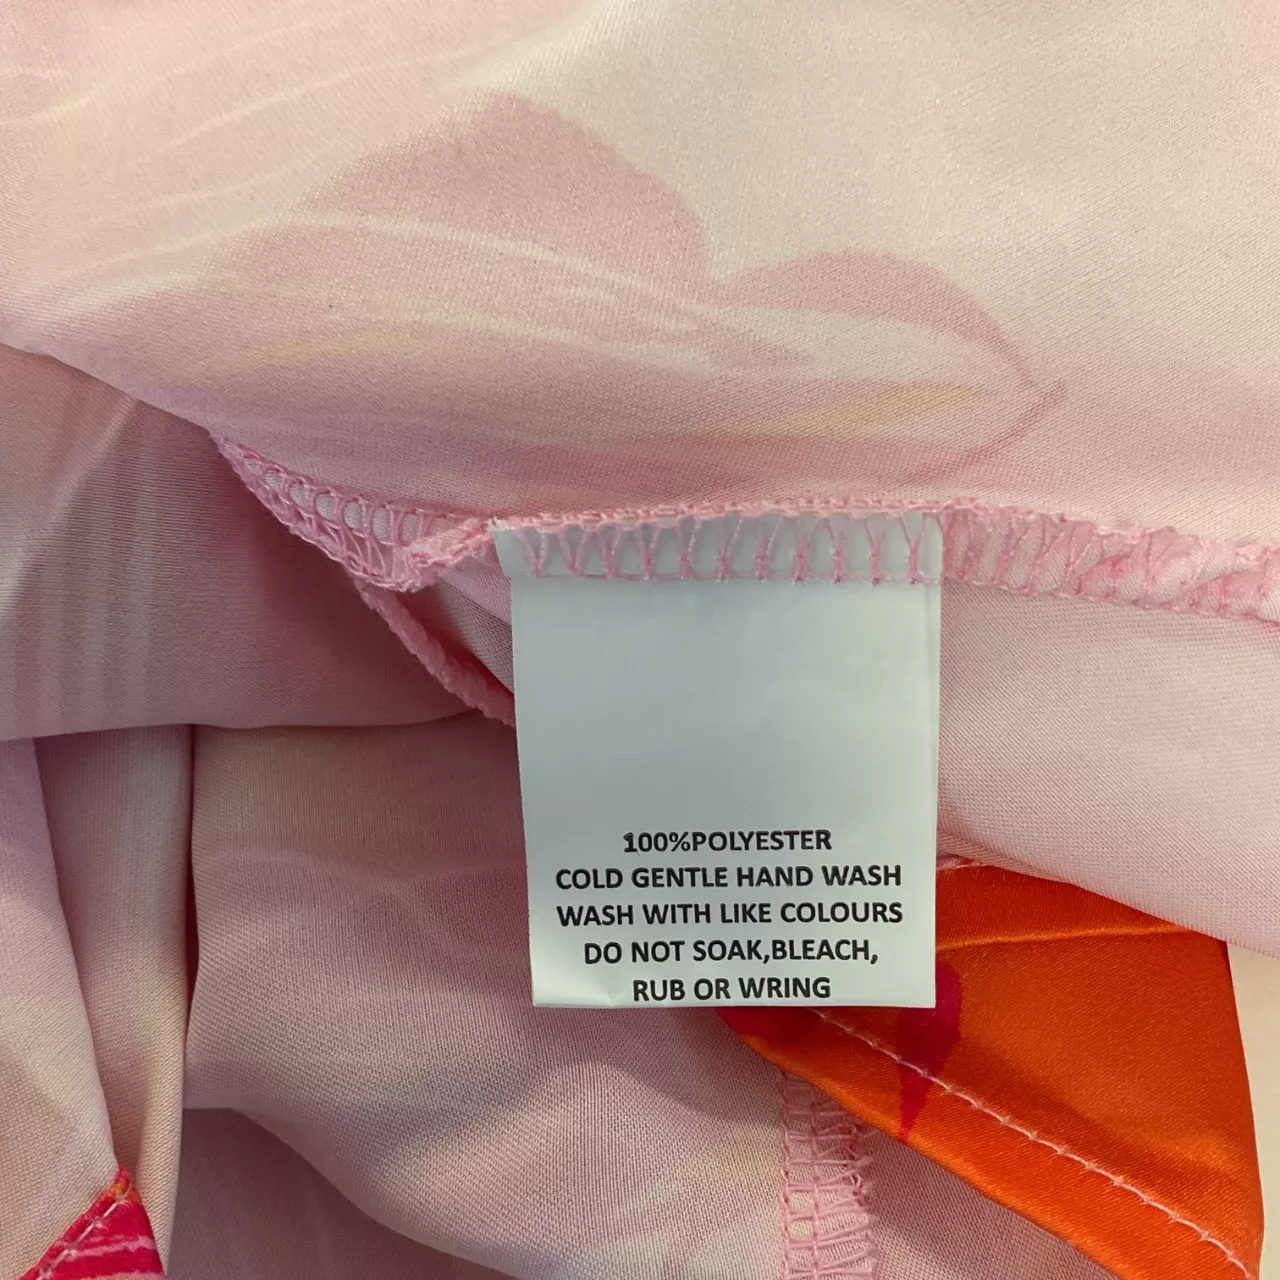 100%POLYESTER
COLD GENTLE HAND WASH
WASH WITH LIKE COLOURS
DO NOT SOAK,BLEACH,
RUB OR WRING